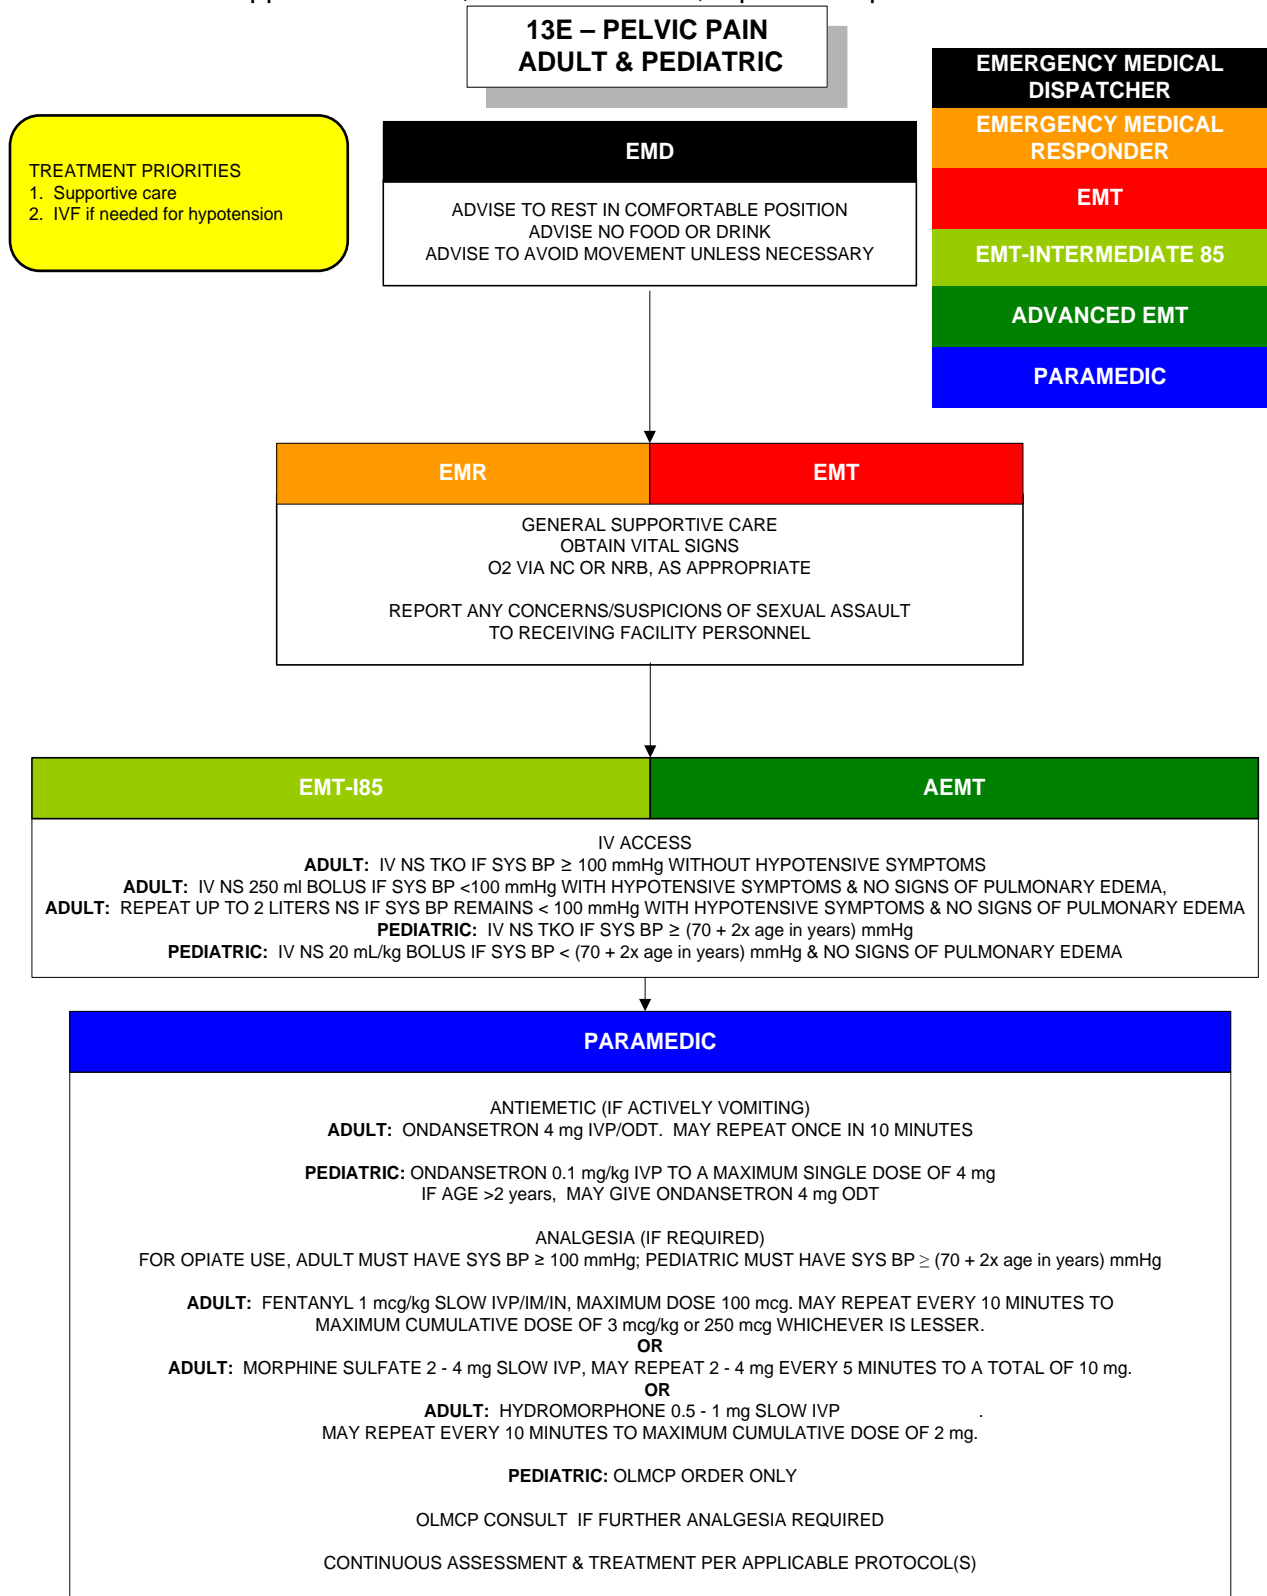 13E – PELVIC PAIN
ADULT & PEDIATRIC
EMERGENCY MEDICAL
DISPATCHER
EMERGENCY MEDICAL
RESPONDER
EMT
EMT-INTERMEDIATE 85
ADVANCED EMT
PARAMEDIC
TREATMENT PRIORITIES
1. Supportive care
2. IVF if needed for hypotension
EMD
ADVISE TO REST IN COMFORTABLE POSITION
ADVISE NO FOOD OR DRINK
ADVISE TO AVOID MOVEMENT UNLESS NECESSARY
EMR
EMT
GENERAL SUPPORTIVE CARE
OBTAIN VITAL SIGNS
O2 VIA NC OR NRB, AS APPROPRIATE
REPORT ANY CONCERNS/SUSPICIONS OF SEXUAL ASSAULT
TO RECEIVING FACILITY PERSONNEL
EMT-I85
AEMT
IV ACCESS
ADULT: IV NS TKO IF SYS BP ≥ 100 mmHg WITHOUT HYPOTENSIVE SYMPTOMS
ADULT: IV NS 250 ml BOLUS IF SYS BP <100 mmHg WITH HYPOTENSIVE SYMPTOMS & NO SIGNS OF PULMONARY EDEMA,
ADULT: REPEAT UP TO 2 LITERS NS IF SYS BP REMAINS < 100 mmHg WITH HYPOTENSIVE SYMPTOMS & NO SIGNS OF PULMONARY EDEMA
PEDIATRIC: IV NS TKO IF SYS BP ≥ (70 + 2x age in years) mmHg
PEDIATRIC: IV NS 20 mL/kg BOLUS IF SYS BP < (70 + 2x age in years) mmHg & NO SIGNS OF PULMONARY EDEMA
PARAMEDIC
ANTIEMETIC (IF ACTIVELY VOMITING)
ADULT: ONDANSETRON 4 mg IVP/ODT. MAY REPEAT ONCE IN 10 MINUTES
PEDIATRIC: ONDANSETRON 0.1 mg/kg IVP TO A MAXIMUM SINGLE DOSE OF 4 mg
IF AGE >2 years, MAY GIVE ONDANSETRON 4 mg ODT
ANALGESIA (IF REQUIRED)
FOR OPIATE USE, ADULT MUST HAVE SYS BP ≥ 100 mmHg; PEDIATRIC MUST HAVE SYS BP ≥ (70 + 2x age in years) mmHg
ADULT: FENTANYL 1 mcg/kg SLOW IVP/IM/IN, MAXIMUM DOSE 100 mcg. MAY REPEAT EVERY 10 MINUTES TO
MAXIMUM CUMULATIVE DOSE OF 3 mcg/kg or 250 mcg WHICHEVER IS LESSER.
OR
ADULT: MORPHINE SULFATE 2 - 4 mg SLOW IVP, MAY REPEAT 2 - 4 mg EVERY 5 MINUTES TO A TOTAL OF 10 mg.
OR
ADULT: HYDROMORPHONE 0.5 - 1 mg SLOW IVP .
MAY REPEAT EVERY 10 MINUTES TO MAXIMUM CUMULATIVE DOSE OF 2 mg.
PEDIATRIC: OLMCP ORDER ONLY
OLMCP CONSULT IF FURTHER ANALGESIA REQUIRED
CONTINUOUS ASSESSMENT & TREATMENT PER APPLICABLE PROTOCOL(S)